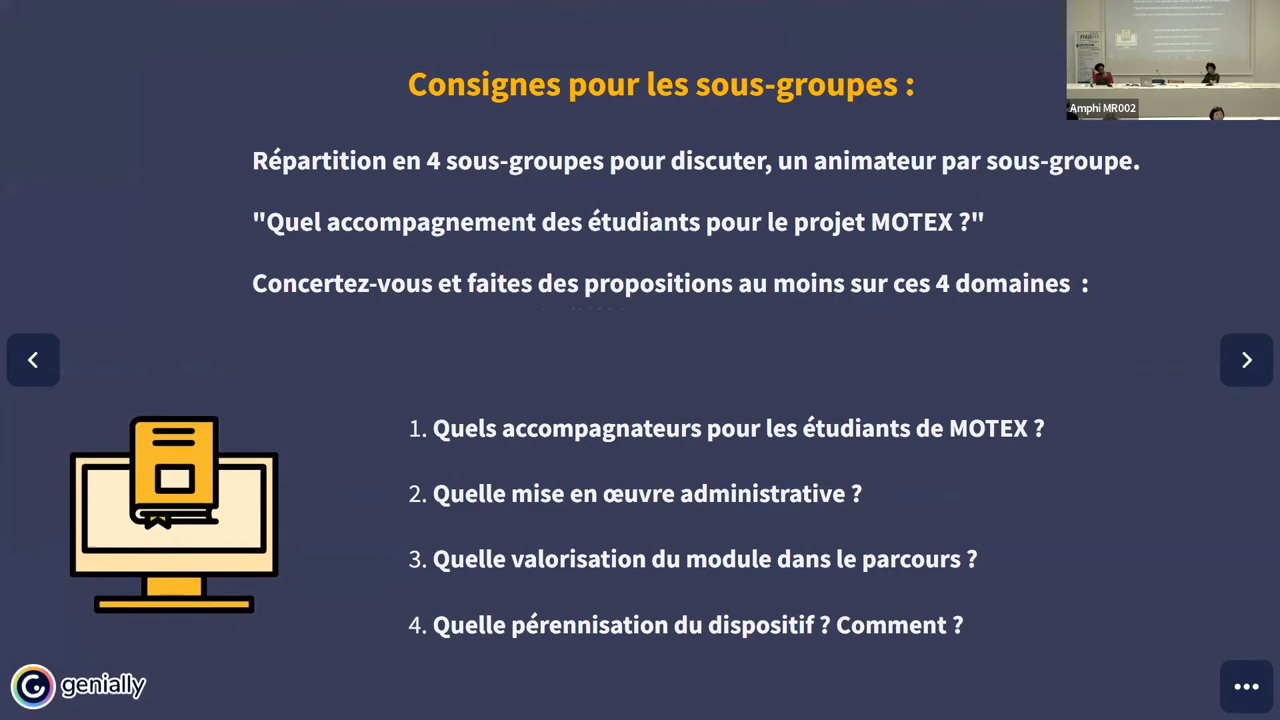 Consignes pour les sous-groupes :
Amphi MR002
Répartition en 4 sous-groupes pour discuter, un animateur par sous-groupe.
"Quel accompagnement des étudiants pour le projet MOTEX ?"
Concertez-vous et faites des propositions au moins sur ces 4 domaines :
1. Quels accompagnateurs pour les étudiants de MOTEX ?
2. Quelle mise en œuvre administrative ?
3. Quelle valorisation du module dans le parcours ?
4. Quelle pérennisation du dispositif ? Comment ?
genially